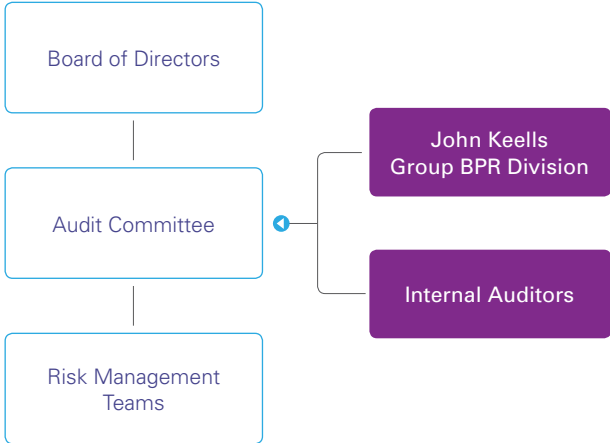 Board of Directors
Audit Committee
Risk Management
Teams
John Keells
Group BPR Division
Internal Auditors